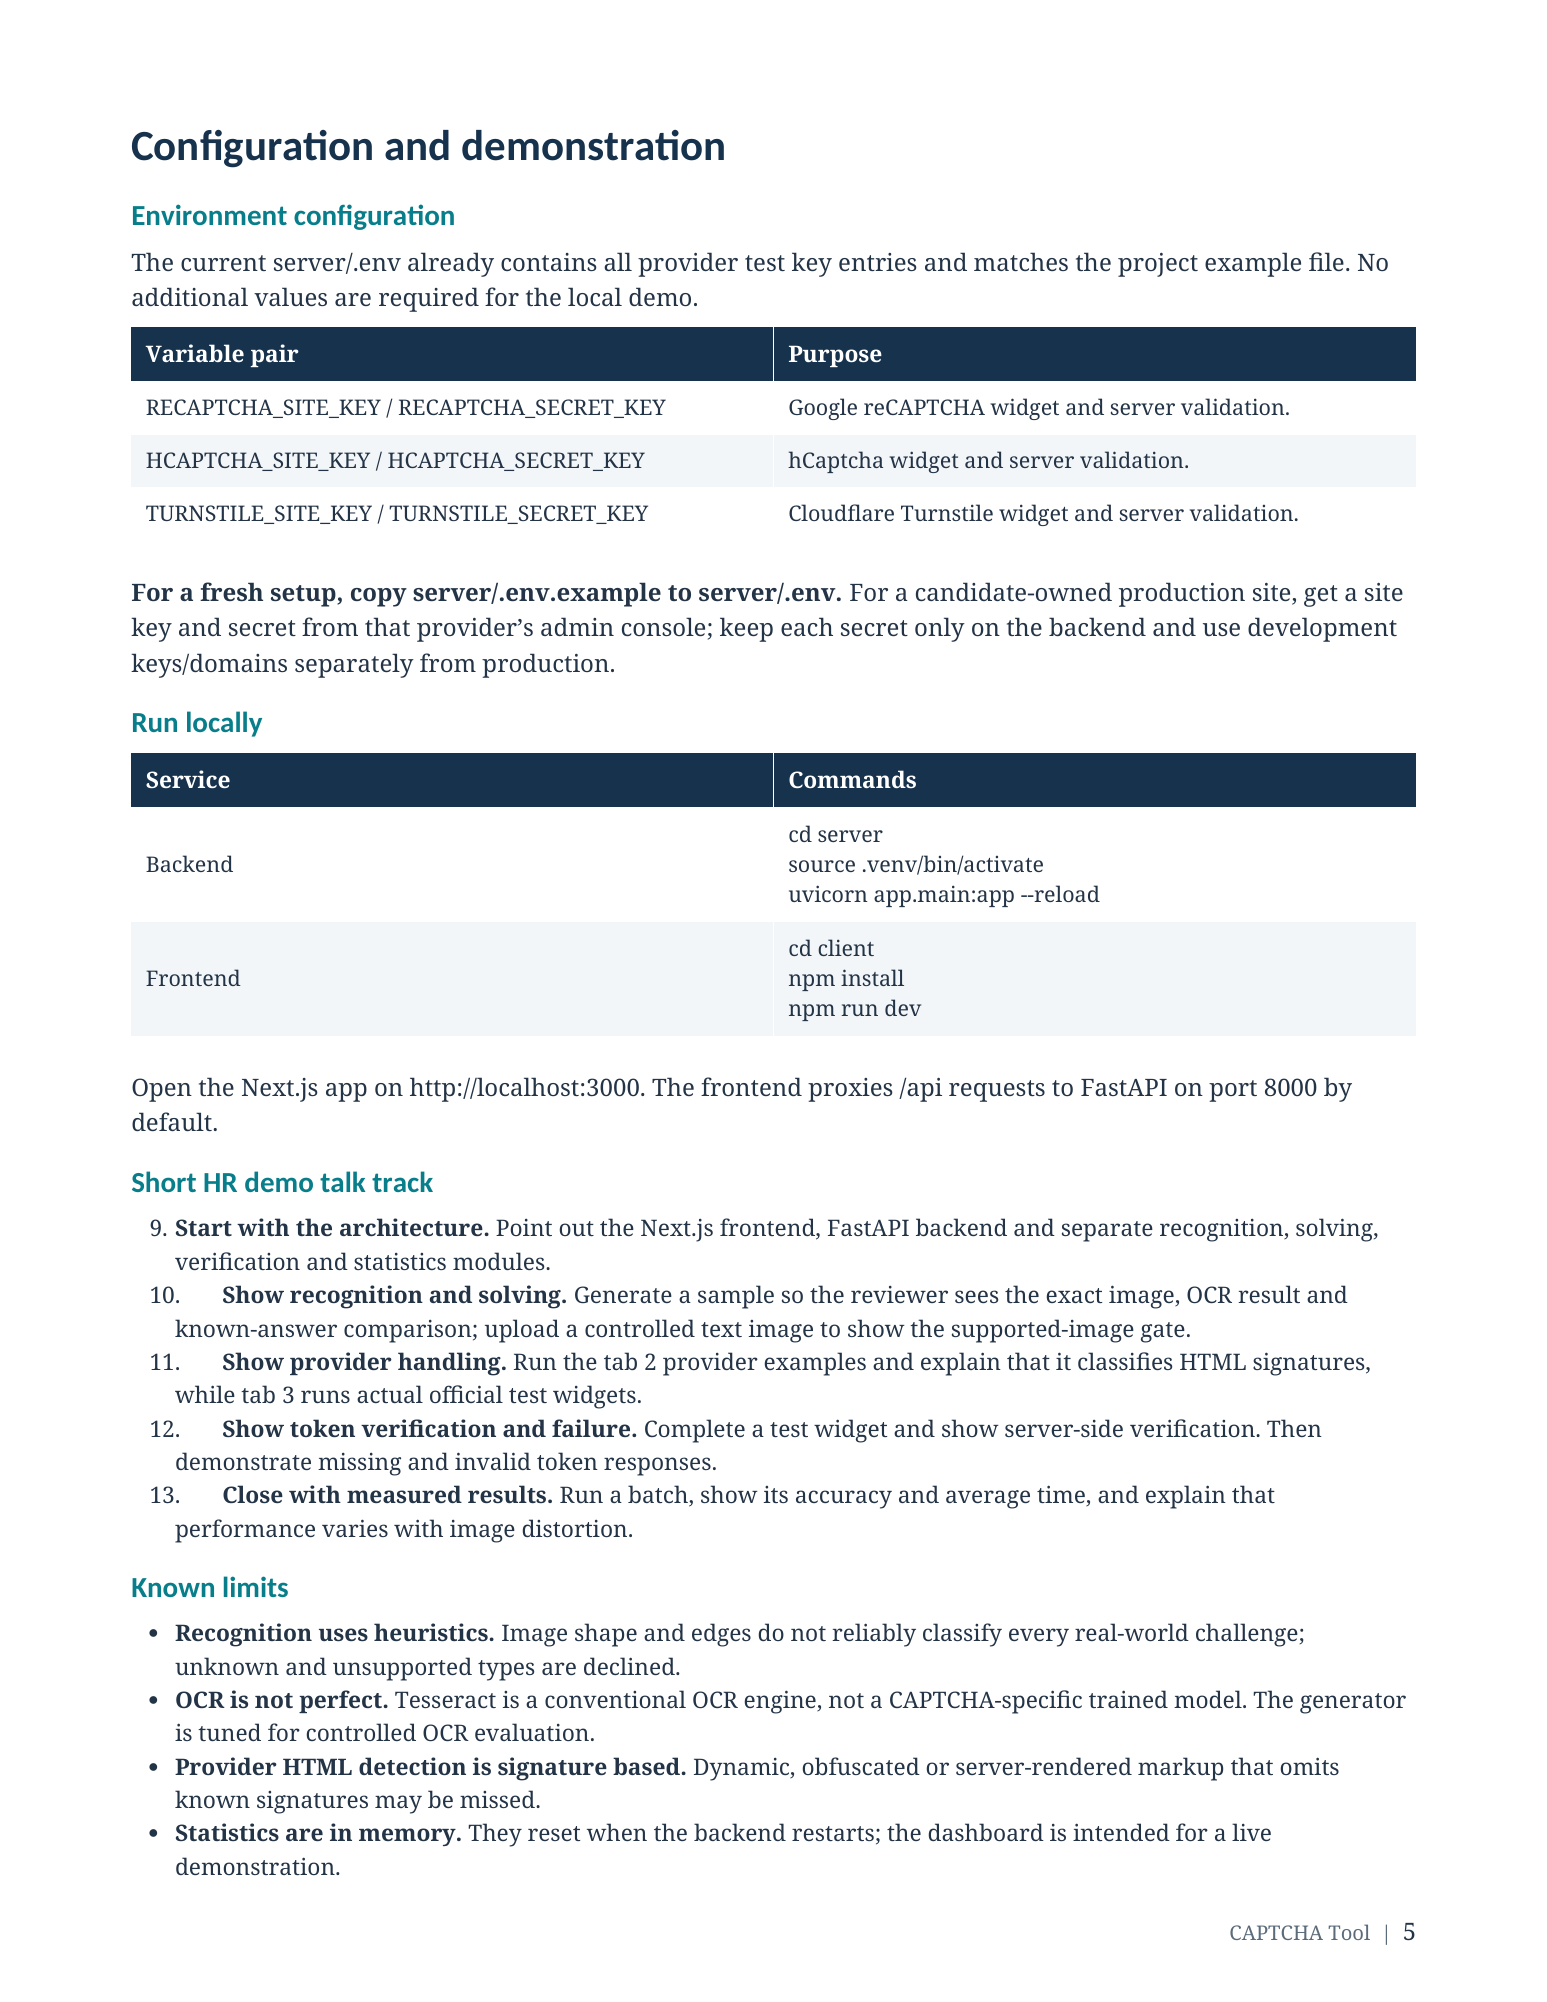 Configuration and demonstration
Environment configuration
The current server/.env already contains all provider test key entries and matches the project example file. No
additional values are required for the local demo.
Variable pair Purpose
RECAPTCHA_SITE_KEY / RECAPTCHA_SECRET_KEY Google reCAPTCHA widget and server validation.
HCAPTCHA_SITE_KEY / HCAPTCHA_SECRET_KEY hCaptcha widget and server validation.
TURNSTILE_SITE_KEY / TURNSTILE_SECRET_KEY Cloudflare Turnstile widget and server validation.
For a fresh setup, copy server/.env.example to server/.env. For a candidate-owned production site, get a site
key and secret from that provider’s admin console; keep each secret only on the backend and use development
keys/domains separately from production.
Run locally
Service Commands
Backend
cd server
source .venv/bin/activate
uvicorn app.main:app --reload
Frontend
cd client
npm install
npm run dev
Open the Next.js app on http://localhost:3000. The frontend proxies /api requests to FastAPI on port 8000 by
default.
Short HR demo talk track
9. Start with the architecture. Point out the Next.js frontend, FastAPI backend and separate recognition, solving,
verification and statistics modules.
10. Show recognition and solving. Generate a sample so the reviewer sees the exact image, OCR result and
known-answer comparison; upload a controlled text image to show the supported-image gate.
11. Show provider handling. Run the tab 2 provider examples and explain that it classifies HTML signatures,
while tab 3 runs actual official test widgets.
12. Show token verification and failure. Complete a test widget and show server-side verification. Then
demonstrate missing and invalid token responses.
13. Close with measured results. Run a batch, show its accuracy and average time, and explain that
performance varies with image distortion.
Known limits
• Recognition uses heuristics. Image shape and edges do not reliably classify every real-world challenge;
unknown and unsupported types are declined.
• OCR is not perfect. Tesseract is a conventional OCR engine, not a CAPTCHA-specific trained model. The generator
is tuned for controlled OCR evaluation.
• Provider HTML detection is signature based. Dynamic, obfuscated or server-rendered markup that omits
known signatures may be missed.
• Statistics are in memory. They reset when the backend restarts; the dashboard is intended for a live
demonstration.
CAPTCHA Tool | 5